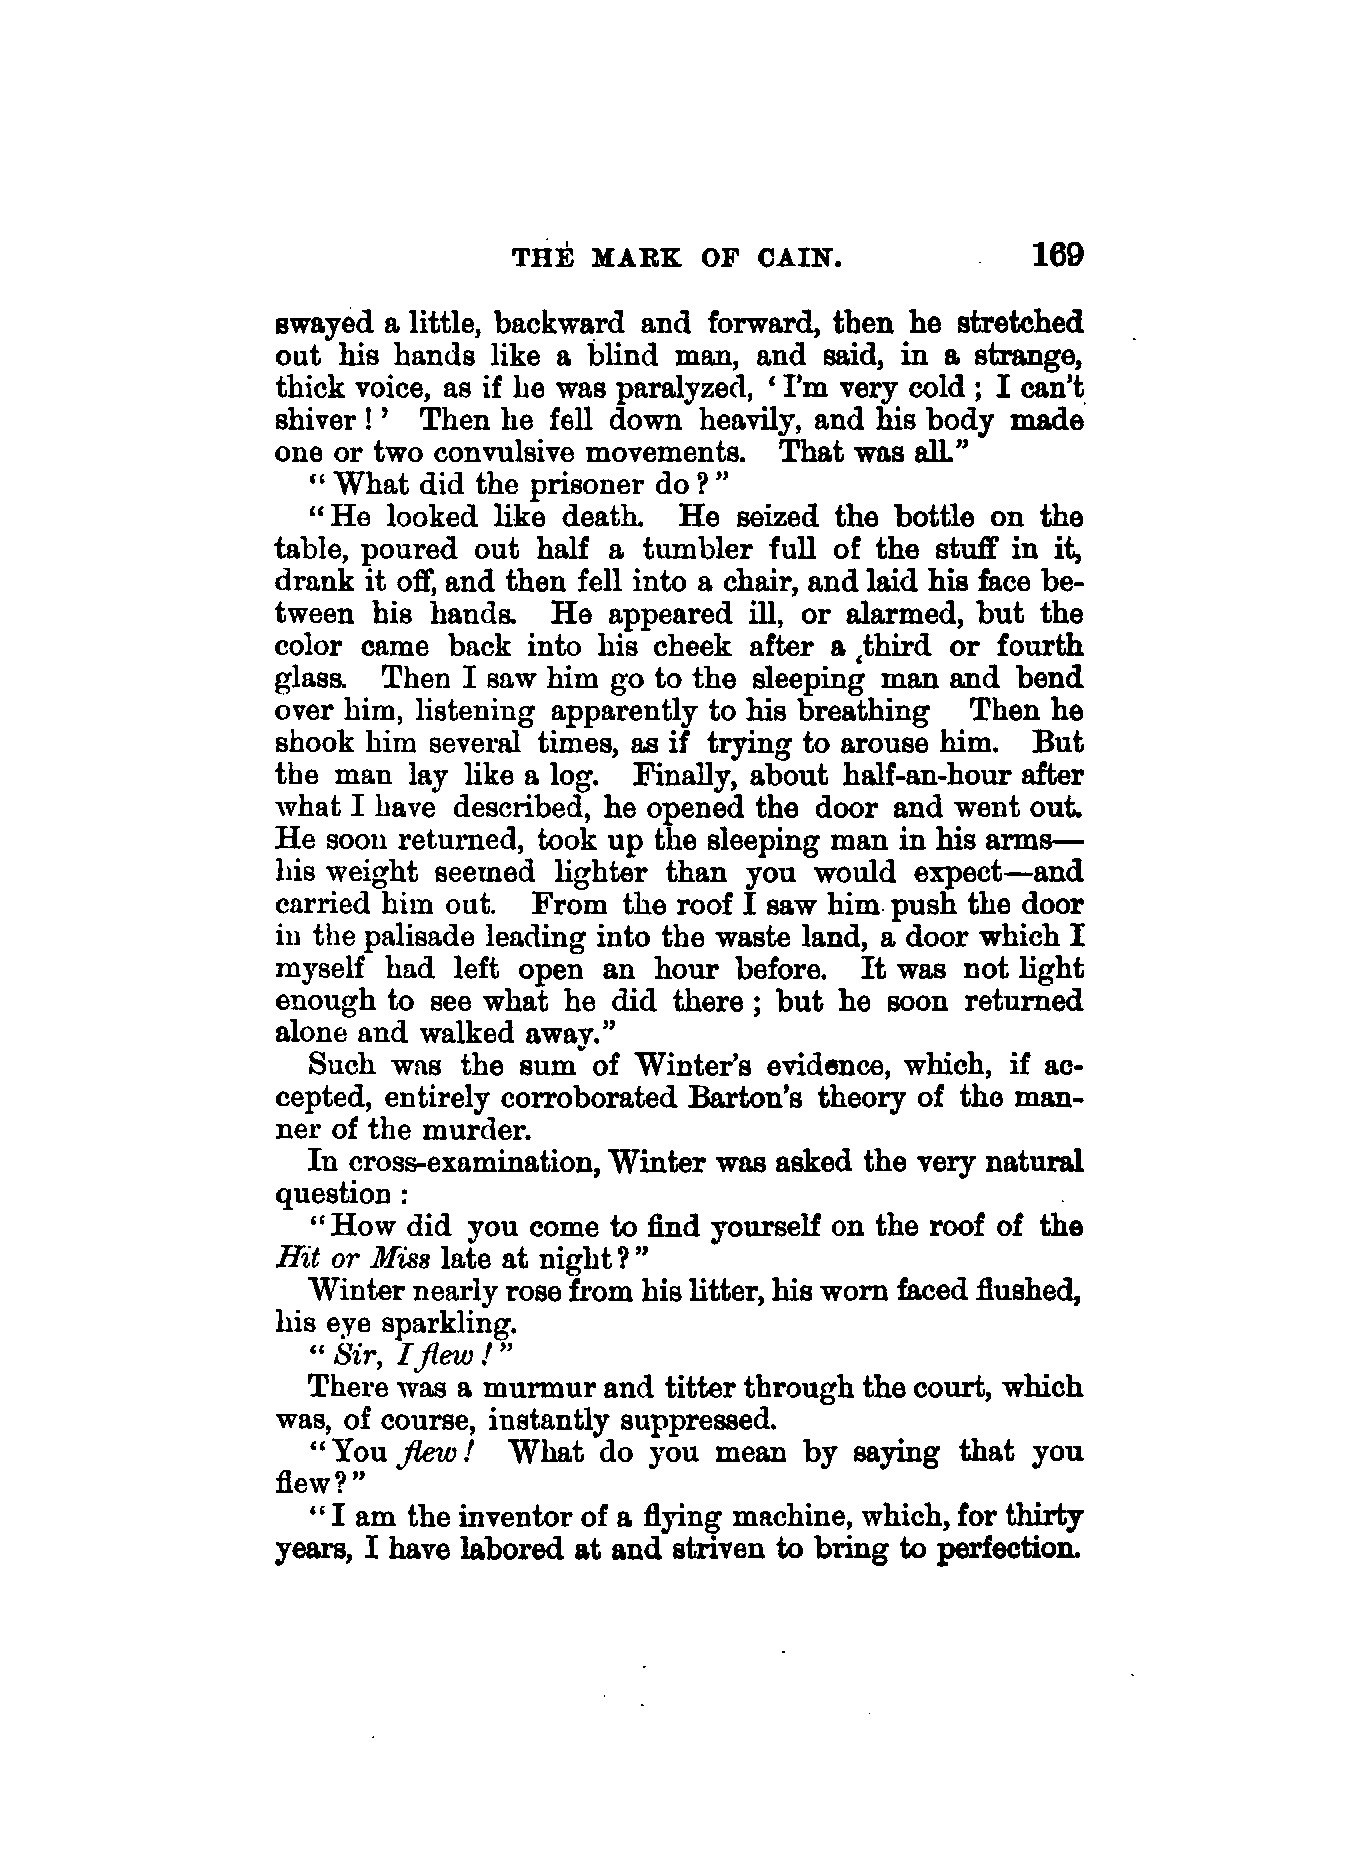 THE MARK OF CAIN. 169
swayed a little, backward and forward, then he stretched
out his hands like a blind man, and said, in a strange,
thick voice, as if he was paralyzed, ‘I'm very cold; I can't
shiver!’ Then he fell down heavily, and his body made
one or two convulsive movements. That was all.”
“What did the prisoner do?”
“He looked like death. He seized the bottle on the
table, poured out half a tumbler full of the stuff in it,
drank it off, and then fell into a chair, and laid his face be-
tween his hands. He appeared ill, or alarmed, but the
color came back into his cheek after a third or fourth
glass. Then I saw him go to the sleeping man and bend
over him, listening apparently to his breathing Then he
shook him several times, as if trying to arouse him. But
the man lay like a log. Finally, about half-an-hour after
what I have described, he opened the door and went out.
He soon returned, took up the sleeping man in his arms—
his weight seemed lighter than you would expect—and
carried him out. From the roof I saw him push the door
in the palisade leading into the waste land, a door which I
myself had left open an hour before. It was not light
enough to see what he did there; but he soon returned
alone and walked away.”
Such was the sum of Winter's evidence, which, if ac-
cepted, entirely corroborated Barton's theory of the man-
ner of the murder.
In cross-examination, Winter was asked the very natural
question:
“How did you come to find yourself on the roof of the
Hit or Miss late at night?”
Winter nearly rose from his litter, his worn faced flushed,
his eye sparkling.
“Sir, I flew!”
There was a murmur and titter through the court, which
was, of course, instantly suppressed.
“You flew! What do you mean by saying that you
flew?”
“I am the inventor of a flying machine, which, for thirty
years, I have labored at and striven to bring to perfection.